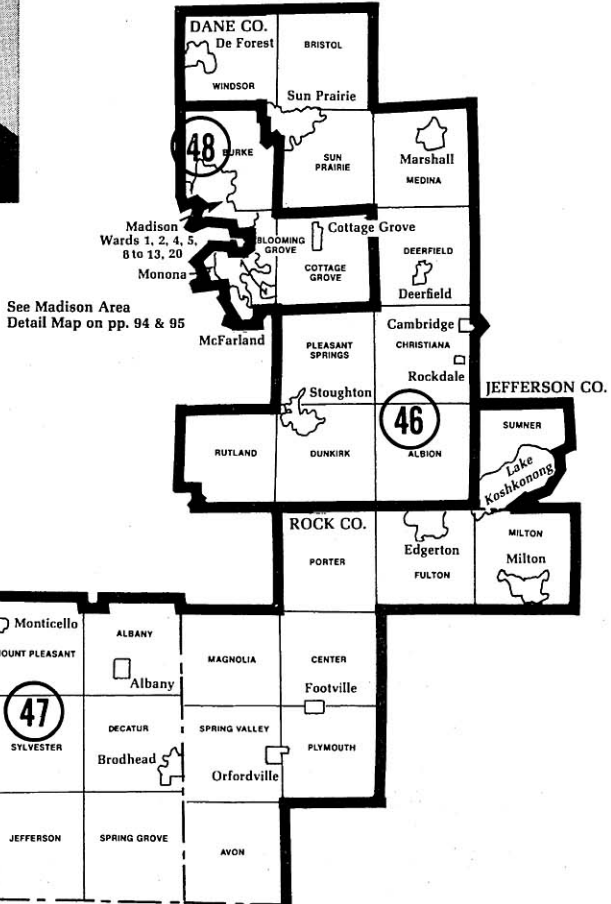 DANE CO.
De Forest
BRISTOL
WINDSOR
Sun Prairie
48
BURKE
SUN
PRAIRIE
Marshall
MEDINA
Madison
Wards 1, 2, 4, 5,
8 to 13, 20
Monona
BLOOMING
GROVE
Cottage Grove
COTTAGE
GROVE
DEERFIELD
Deerfield
See Madison Area
Detail Map on pp. 94 & 95
McFarland
PLEASANT
SPRINGS
Cambridge
CHRISTIANA
Rockdale
JEFFERSON CO.
Stoughton
46
SUMNER
RUTLAND
DUNKIRK
ALBION
Lake
Koshkonong
ROCK CO.
PORTER
Edgerton
FULTON
MILTON
Milton
Monticello
OUNT PLEASANT
ALBANY
Albany
MAGNOLIA
CENTER
Footville
47
SYLVESTER
DECATUR
Brodhead
SPRING VALLEY
Orfordville
PLYMOUTH
JEFFERSON
SPRING GROVE
AVON